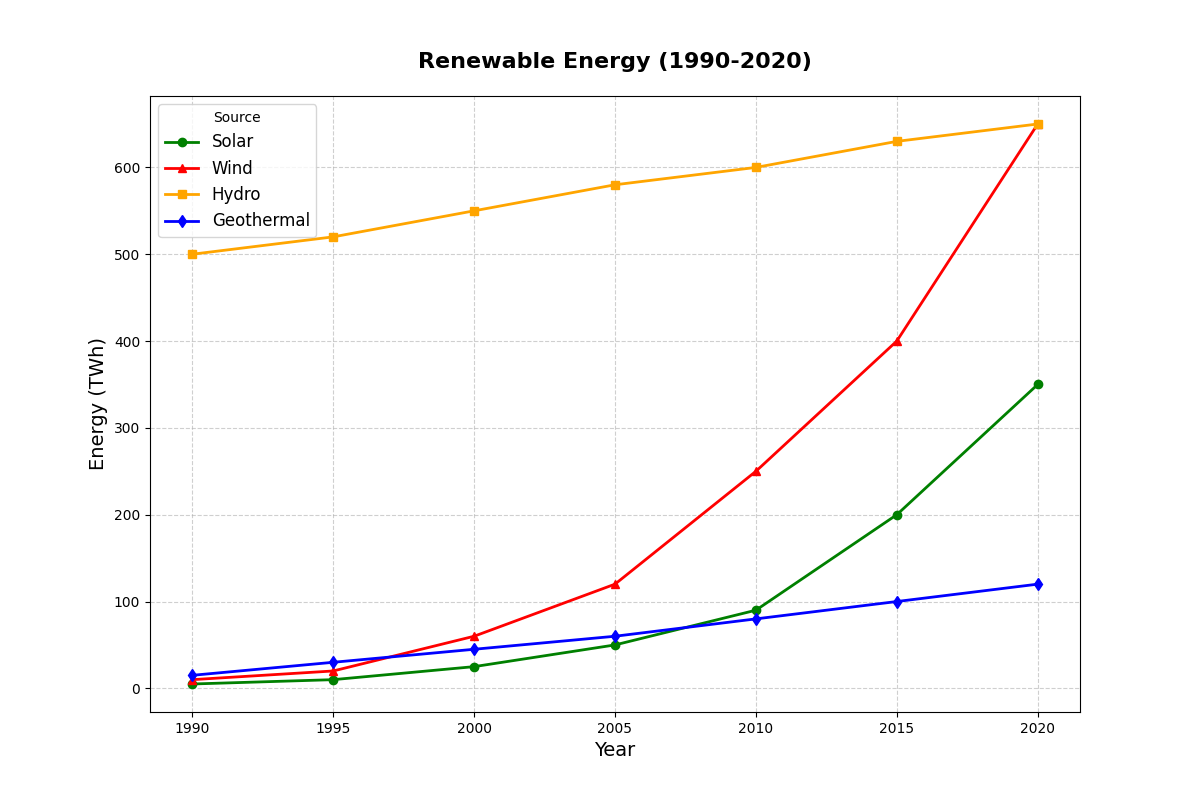 Renewable Energy (1990-2020)
Source
Solar
Wind
Hydro
Geothermal
Energy (TWh)
600
500
400
300
200
100
0
1990 1995 2000 2005 2010 2015 2020
Year